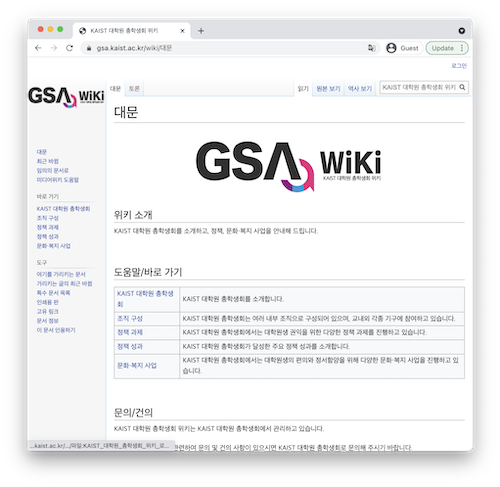 KAIST 대학원 총학생회 위키
gsa.kaist.ac.kr/wiki/대문
Guest
Update
로그인
GSA WiKi
대문
토론
읽기
원본 보기
역사 보기
KAIST 대학원 총학생회 위키
대문
GSA WiKi
KAIST 대학원 총학생회 위키
대문
최근 바뀜
임의의 문서로
미디어위키 도움말
바로 가기
KAIST 대학원 총학생회
조직 구성
정책 과제
정책 성과
문화·복지 사업
도구
여기를 가리키는 문서
가리키는 글의 최근 바뀜
특수 문서 목록
인쇄용 판
고유 링크
문서 정보
이 문서 인용하기
위키 소개
KAIST 대학원 총학생회를 소개하고, 정책, 문화·복지 사업을 안내해 드립니다.
도움말/바로 가기
KAIST 대학원 총학생회
KAIST 대학원 총학생회를 소개합니다.
조직 구성
KAIST 대학원 총학생회는 여러 내부 조직으로 구성되어 있으며, 교내외 각종 기구에 참여하고 있습니다.
정책 과제
KAIST 대학원 총학생회에서는 대학원생 권익을 위한 다양한 정책 과제를 진행하고 있습니다.
정책 성과
KAIST 대학원 총학생회가 달성한 주요 정책 성과를 소개합니다.
문화·복지 사업
KAIST 대학원 총학생회에서는 대학원생의 편의와 정서함양을 위해 다양한 문화·복지 사업을 진행하고 있
습니다.
문의/건의
KAIST 대학원 총학생회 위키는 KAIST 대학원 총학생회에서 관리하고 있습니다.
관련하여 문의 및 건의 사항이 있으시면 KAIST 대학원 총학생회로 문의해 주시기 바랍니다.
...kaist.ac.kr/.../파일:KAIST_대학원_총학생회_위키_로...